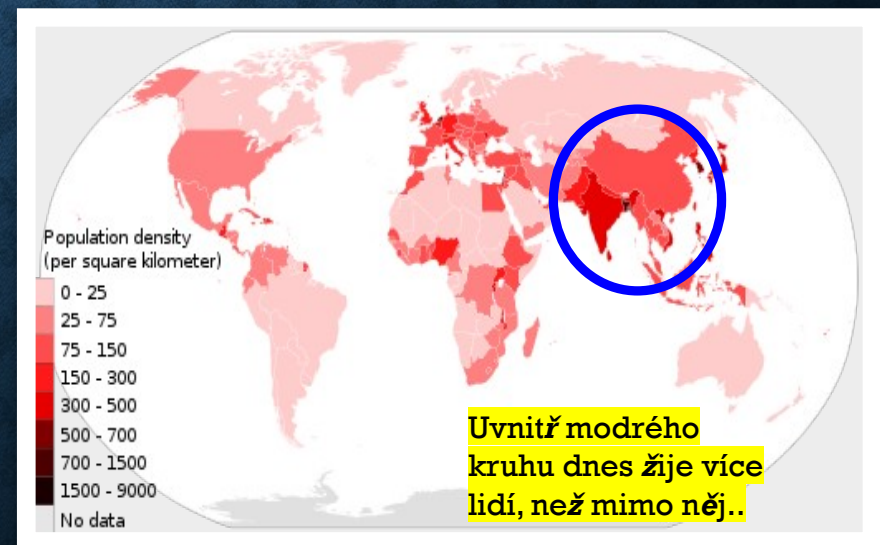 Population density
(per square kilometer)
0 - 25
25 - 75
75 - 150
150 - 300
300 - 500
500 - 700
700 - 1500
1500 - 9000
No data
Uvnitř modrého
kruhu dnes žije více
lidí, než mimo něj..